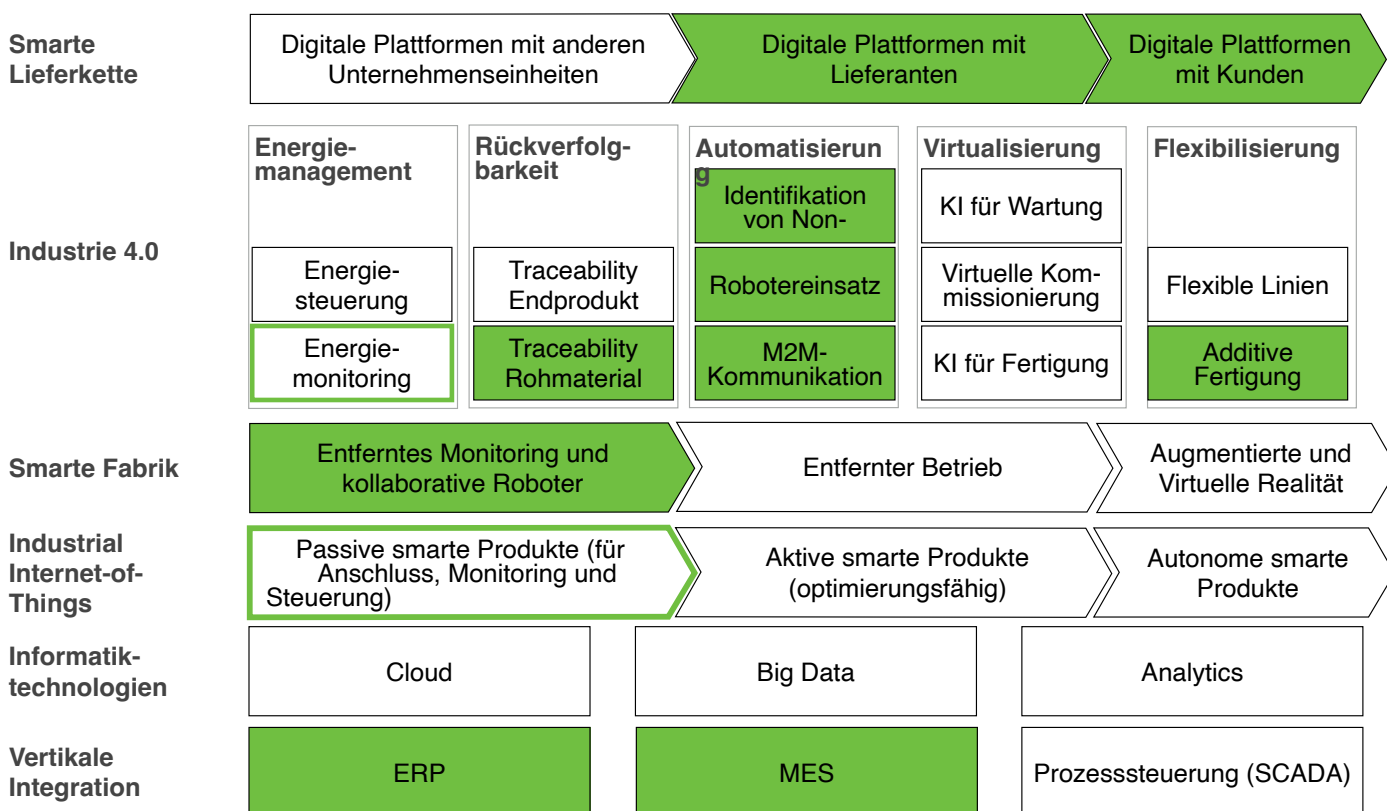 Smarte
Lieferkette
Digitale Plattformen mit anderen
Unternehmenseinheiten
Digitale Plattformen mit
Lieferanten
Digitale Plattformen
mit Kunden
Industrie 4.0
Energie-
management
Energie-
steuerung
Energie-
monitoring
Rückverfolg-
barkeit
Traceability
Endprodukt
Traceability
Rohmaterial
Automatisierun
g
Identifikation
von Non-
Robotereinsatz
M2M-
Kommunikation
Virtualisierung
KI für Wartung
Virtuelle Kom-
missionierung
KI für Fertigung
Flexibilisierung
Flexible Linien
Additive
Fertigung
Smarte Fabrik
Entferntes Monitoring und
kollaborative Roboter
Entfernter Betrieb
Augmentierte und
Virtuelle Realität
Industrial
Internet-of-
Things
Passive smarte Produkte (für
Anschluss, Monitoring und
Steuerung)
Aktive smarte Produkte
(optimierungsfähig)
Autonome smarte
Produkte
Informatik-
technologien
Cloud
Big Data
Analytics
Vertikale
Integration
ERP
MES
Prozesssteuerung (SCADA)